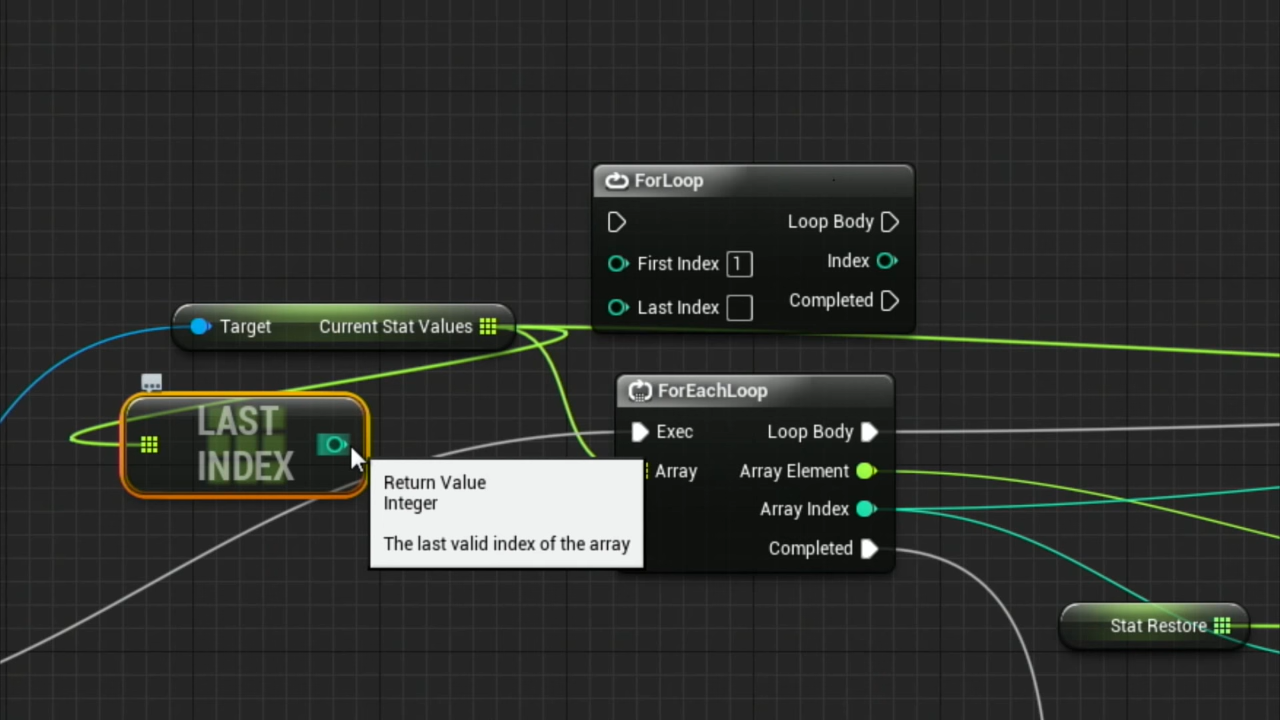 ForLoop
Loop Body
First Index 1
Index
Last Index
Completed
Target
Current Stat Values
LAST
INDEX
ForEachLoop
Exec
Loop Body
Array
Array Element
Array Index
Completed
Return Value
Integer
The last valid index of the array
Stat Restore